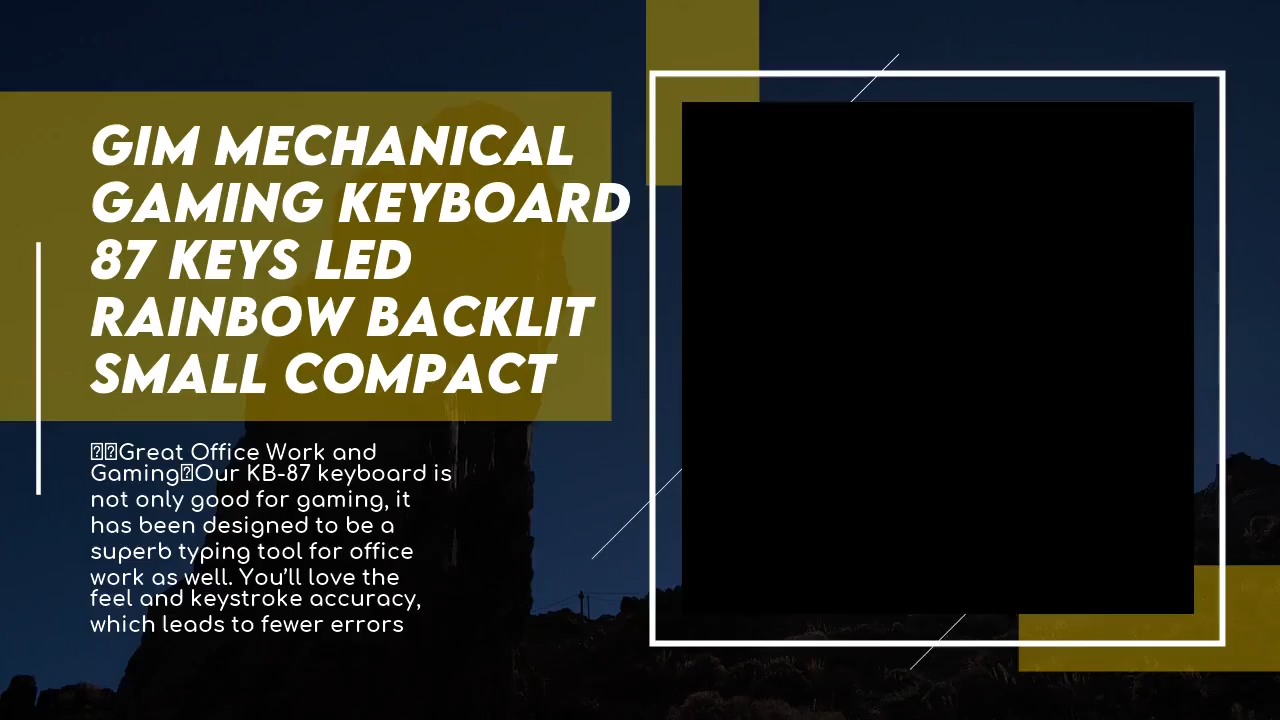 GIM MECHANICAL
GAMING KEYBOARD
87 KEYS LED
RAINBOW BACKLIT
SMALL COMPACT
Great Office Work and
Gaming Our KB-87 keyboard is
not only good for gaming, it
has been designed to be a
superb typing tool for office
work as well. You’ll love the
feel and keystroke accuracy,
which leads to fewer errors